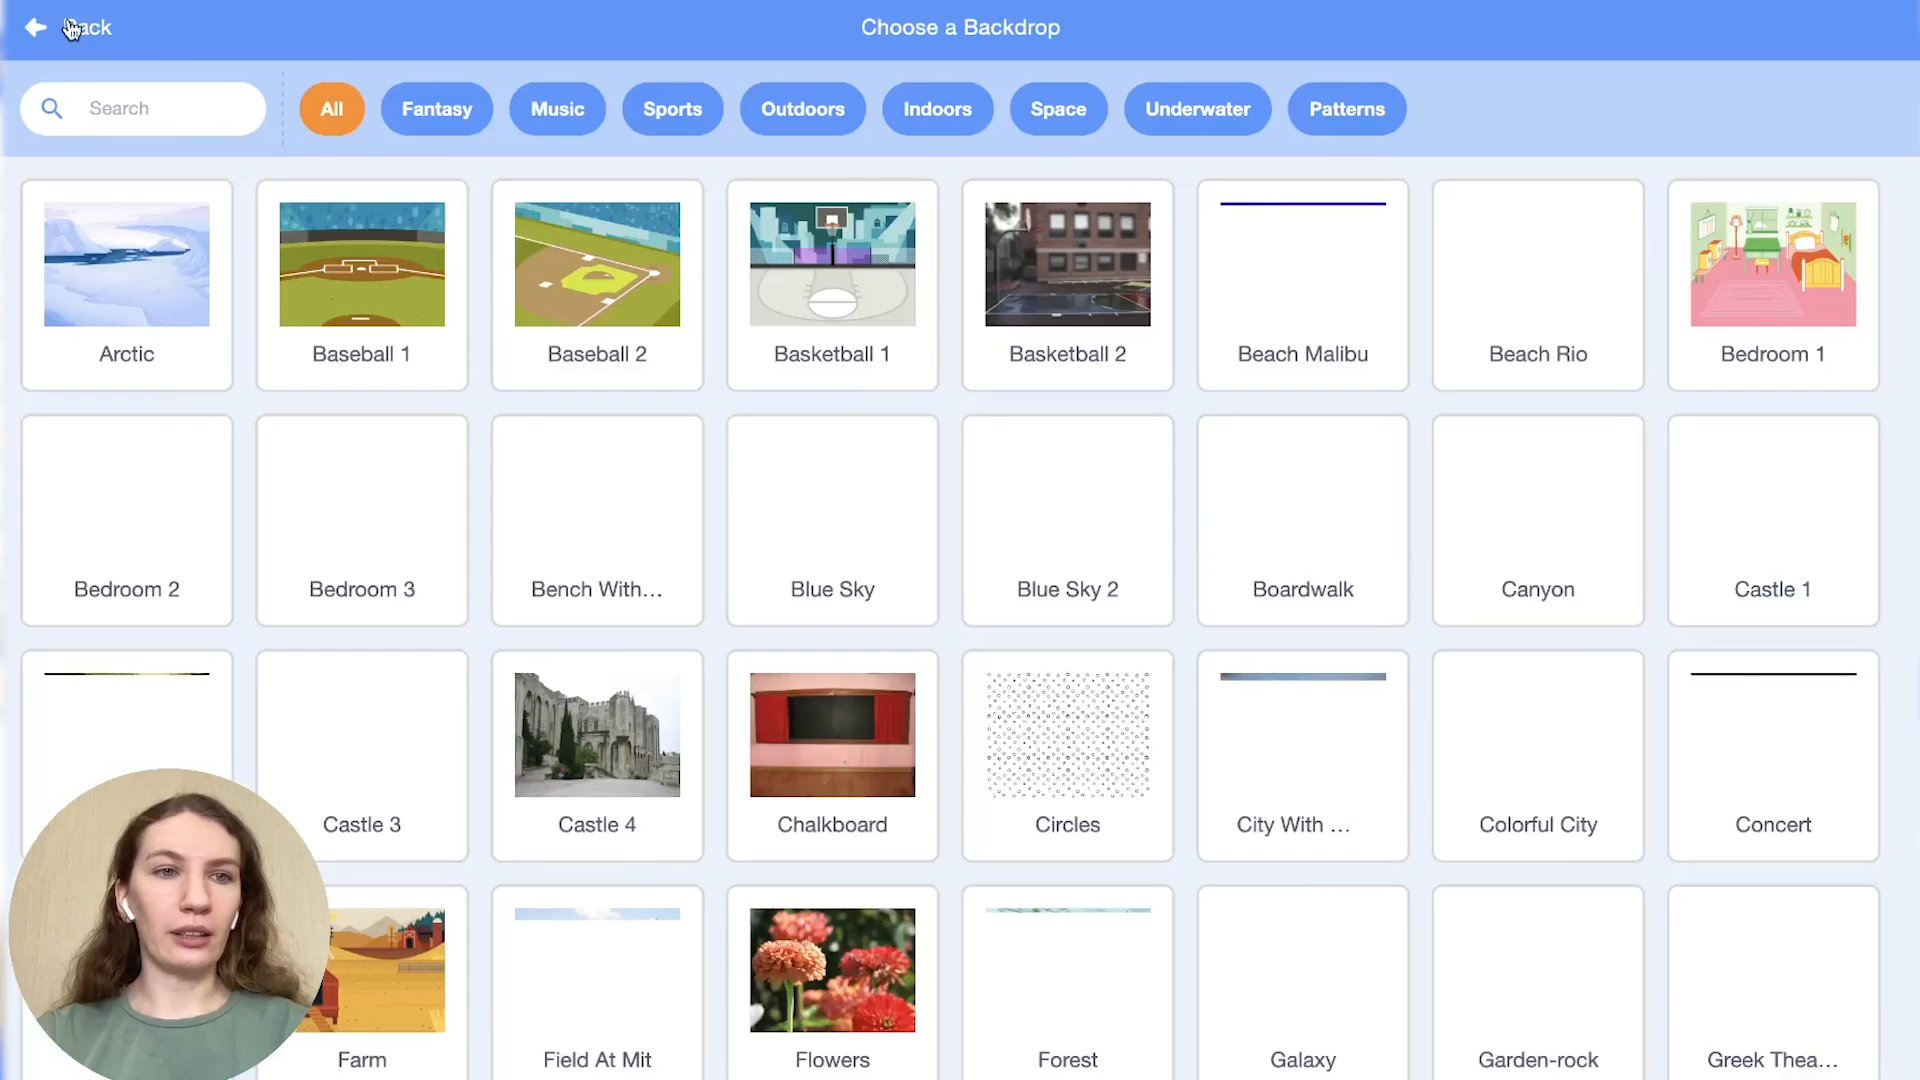 Back
Choose a Backdrop
Search
All
Fantasy
Music
Sports
Outdoors
Indoors
Space
Underwater
Patterns
Arctic
Baseball 1
Baseball 2
Basketball 1
Basketball 2
Beach Malibu
Beach Rio
Bedroom 1
Bedroom 2
Bedroom 3
Bench With...
Blue Sky
Blue Sky 2
Boardwalk
Canyon
Castle 1
Castle 3
Castle 4
Chalkboard
Circles
City With ...
Colorful City
Concert
Farm
Field At Mit
Flowers
Forest
Galaxy
Garden-rock
Greek Thea...